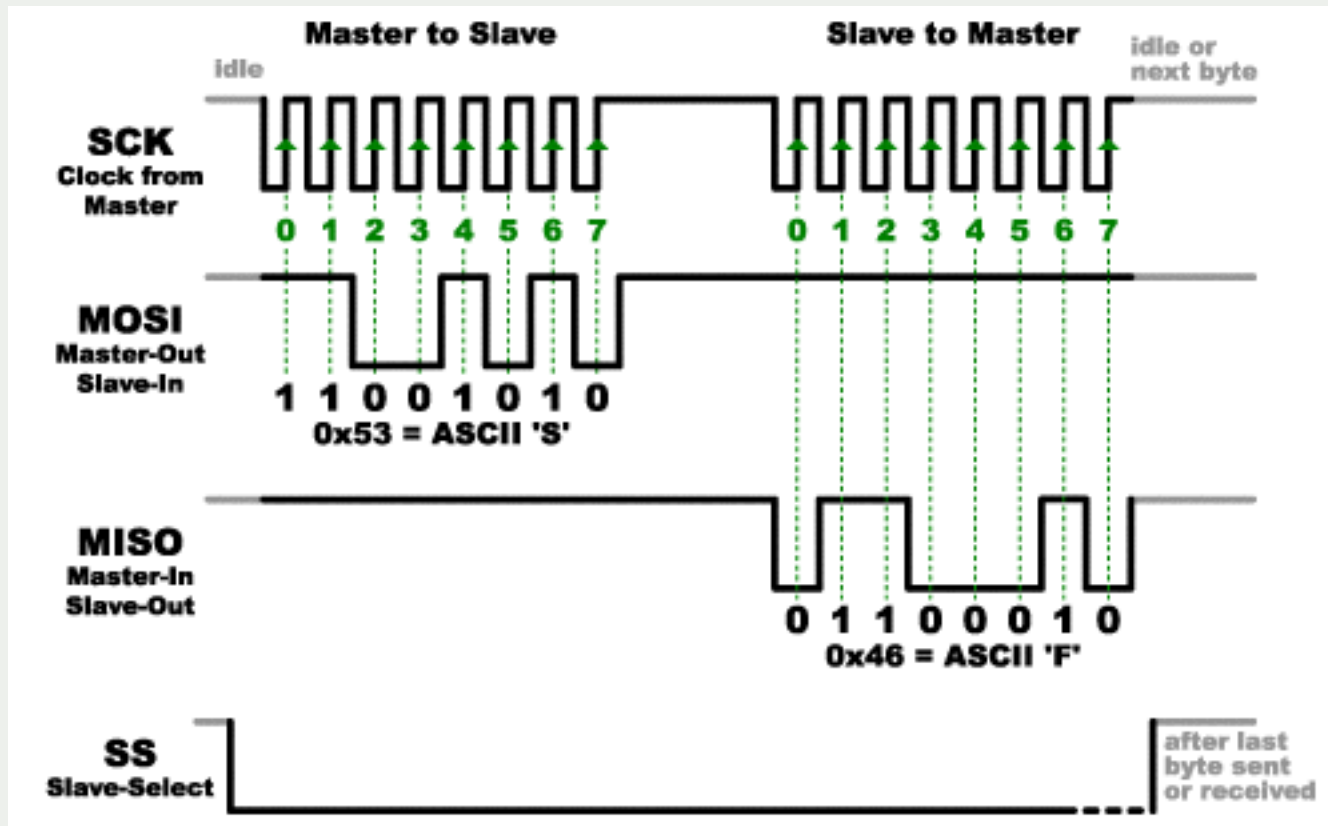 Master to Slave
Slave to Master
idle
idle or
next byte
SCK
Clock from
Master
0 1 2 3 4 5 6 7
0 1 2 3 4 5 6 7
MOSI
Master-Out
Slave-In
1 1 0 0 1 0 1 0
0x53 = ASCII 'S'
MISO
Master-In
Slave-Out
0 1 1 0 0 0 1 0
0x46 = ASCII 'F'
SS
Slave-Select
after last
byte sent
or received